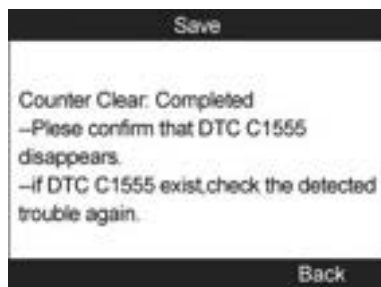 Save
Counter Clear: Completed
--Plese confirm that DTC C1555
disappears.
--if DTC C1555 exist,check the detected
trouble again.
Back